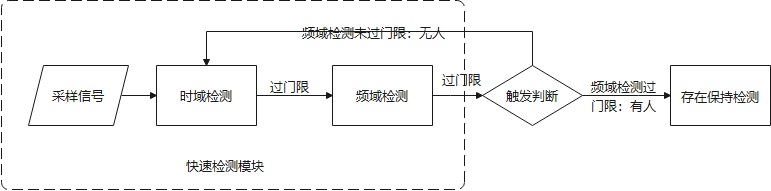 频域检测未过门限：无人
采样信号
时域检测
过门限
频域检测
过门限
触发判断
频域检测过
门限：有人
存在保持检测
快速检测模块